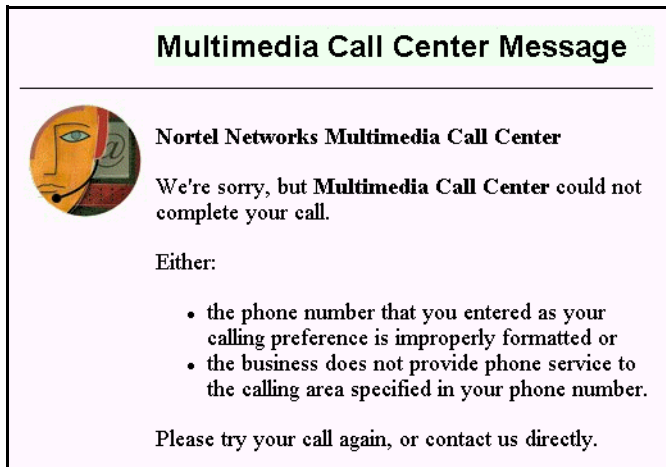 Multimedia Call Center Message
@
Nortel Networks Multimedia Call Center
We're sorry, but Multimedia Call Center could not
complete your call.
Either:
• the phone number that you entered as your
calling preference is improperly formatted or
• the business does not provide phone service to
the calling area specified in your phone number.
Please try your call again, or contact us directly.